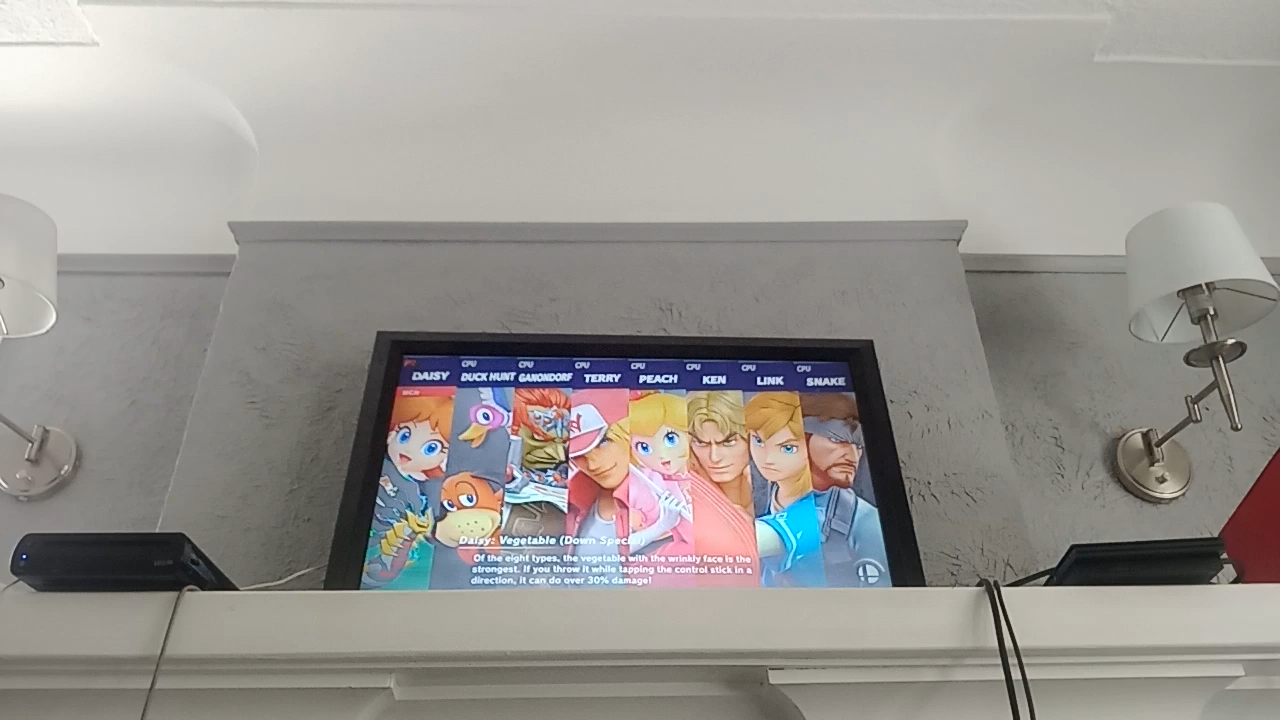 CPU CPU CPU CPU CPU CPU CPU
DAISY DUCK HUNT GANONDORF TERRY PEACH KEN LINK SNAKE
Daisy: Vegetable (Down Special)
Of the eight types, the vegetable with the wrinkly face is the
strongest. If you throw it while tapping the control stick in a
direction, it can do over 30% damage!